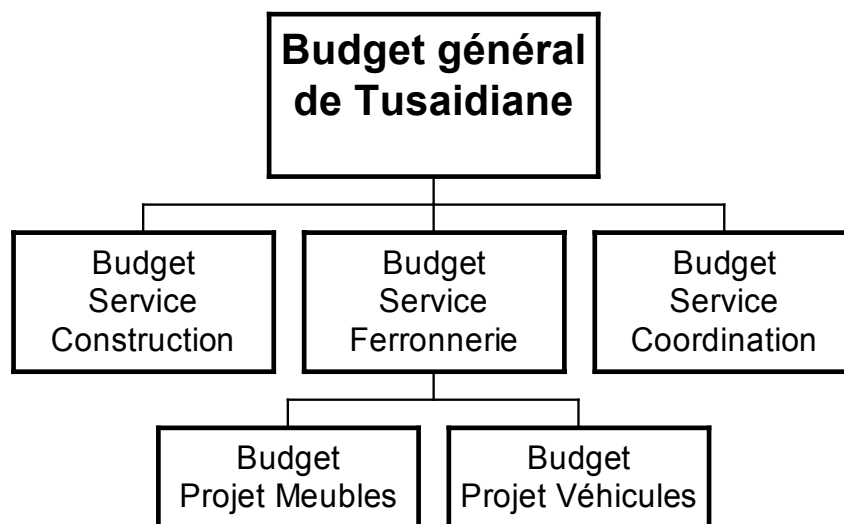 Budget général
de Tusaidiane
Budget
Service
Construction
Budget
Service
Ferronnerie
Budget
Service
Coordination
Budget
Projet Meubles
Budget
Projet Véhicules